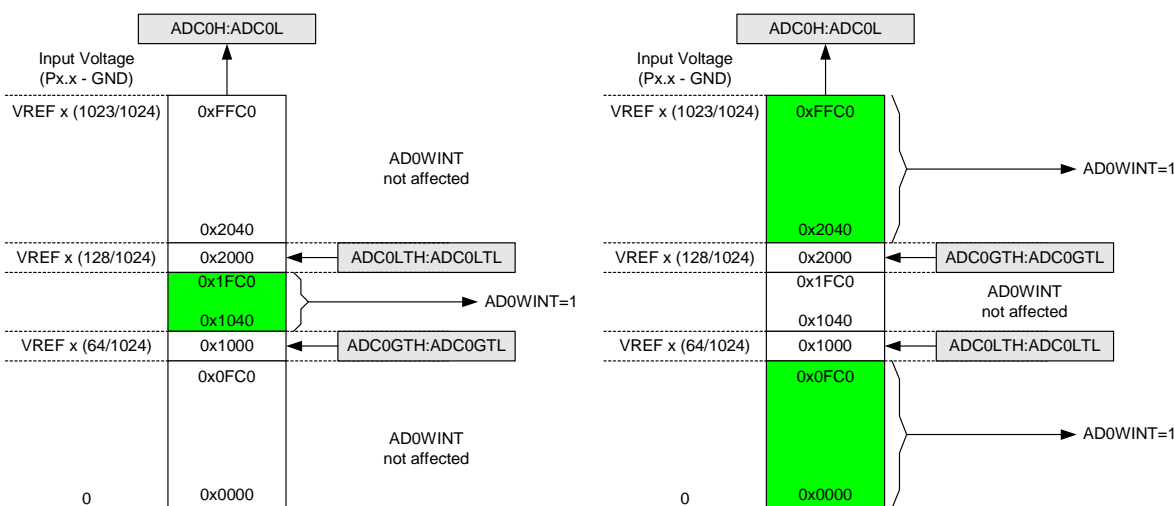 ADC0H:ADC0L
Input Voltage
(Px.x - GND)
VREF x (1023/1024)
0xFFC0
AD0WINT
not affected
0x2040
VREF x (128/1024)
0x2000
ADC0LTH:ADC0LTL
0x1FC0
AD0WINT=1
0x1040
VREF x (64/1024)
0x1000
ADC0GTH:ADC0GTL
0x0FC0
AD0WINT
not affected
0
0x0000
ADC0H:ADC0L
Input Voltage
(Px.x - GND)
VREF x (1023/1024)
0xFFC0
AD0WINT=1
0x2040
VREF x (128/1024)
0x2000
ADC0GTH:ADC0GTL
0x1FC0
AD0WINT
not affected
0x1040
VREF x (64/1024)
0x1000
ADC0LTH:ADC0LTL
0x0FC0
AD0WINT=1
0
0x0000